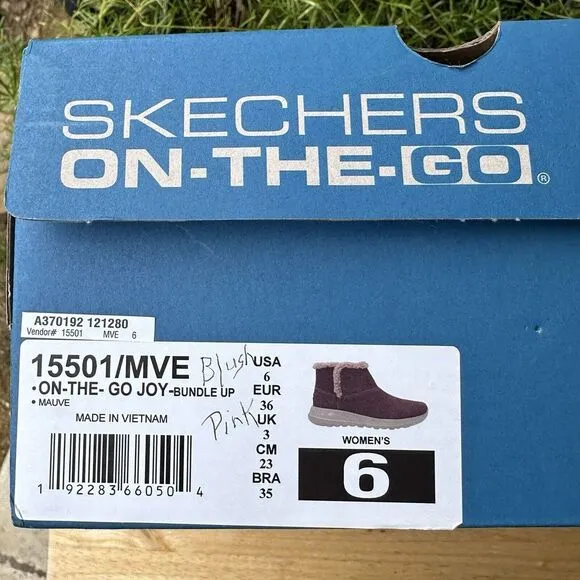 SKECHERS
ON-THE-GO®
A370192 121280
Vendor# 15501 MVE 6
15501/MVE
•ON-THE- GO JOY-BUNDLE UP
• MAUVE
MADE IN VIETNAM
1 92283 66050 4
Blush
Pink
USA
6
EUR
36
UK
3
CM
23
BRA
35
WOMEN'S
6